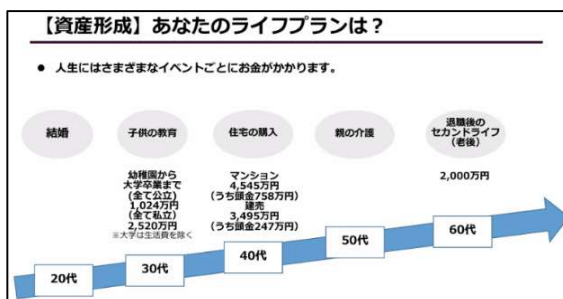 【資産形成】あなたのライフプランは？
● 人生にはさまざまなイベントごとにお金がかかります。
結婚
子供の教育
住宅の購入
親の介護
退職後の
セカンドライフ
（老後）
幼稚園から
大学卒業まで
(全て公立)
1,024万円
(全て私立)
2,520万円
※大学は生活費を除く
マンション
4,545万円
（うち頭金758万円）
建売
3,495万円
（うち頭金247万円）
2,000万円
20代
30代
40代
50代
60代